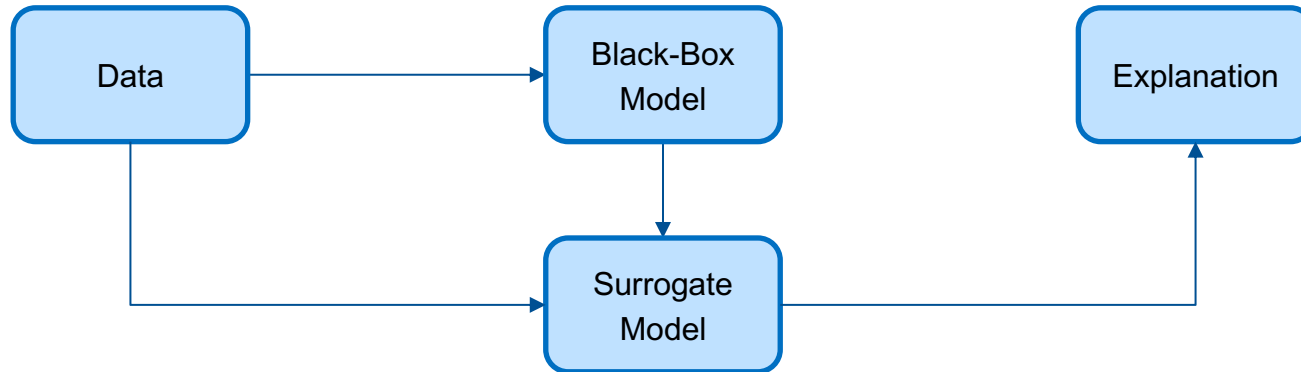 Data
Black-Box
Model
Explanation
Surrogate
Model